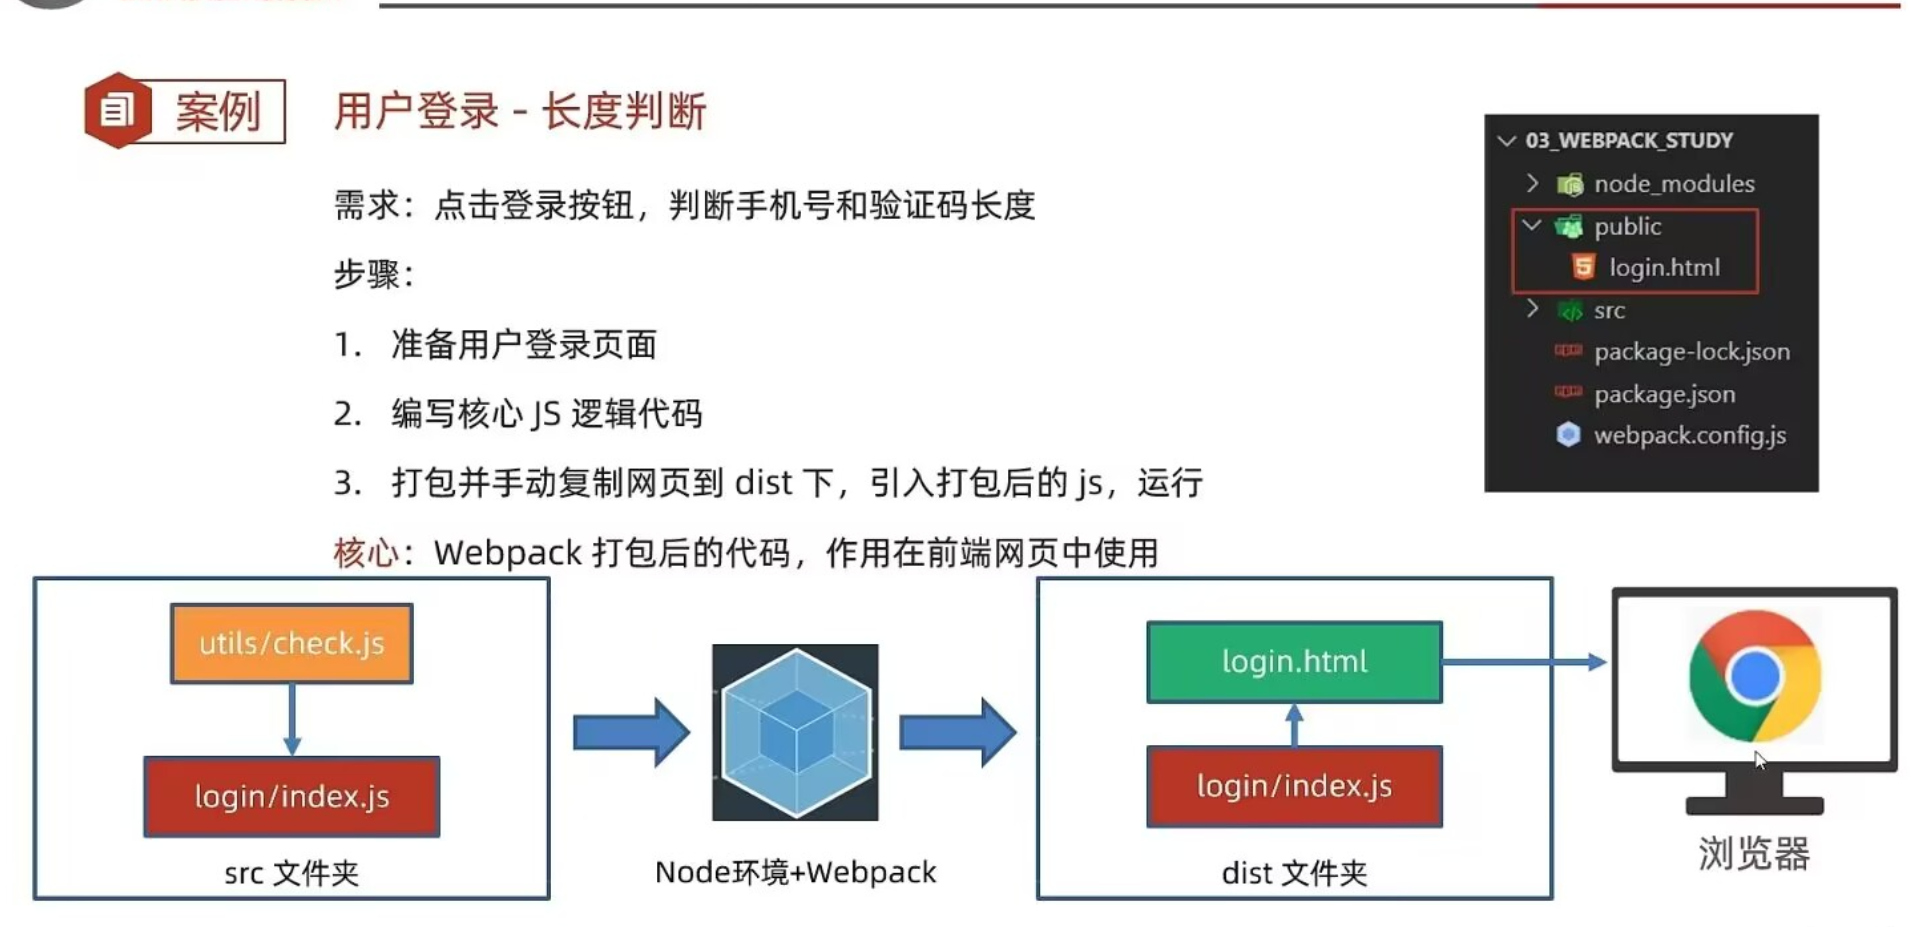 案例
用户登录 - 长度判断
需求：点击登录按钮，判断手机号和验证码长度
步骤：
1. 准备用户登录页面
2. 编写核心 JS 逻辑代码
3. 打包并手动复制网页到 dist 下，引入打包后的 js，运行
核心：Webpack 打包后的代码，作用在前端网页中使用
03_WEBPACK_STUDY
node_modules
public
login.html
src
package-lock.json
package.json
webpack.config.js
utils/check.js
login/index.js
src 文件夹
Node环境+Webpack
login.html
login/index.js
dist 文件夹
浏览器